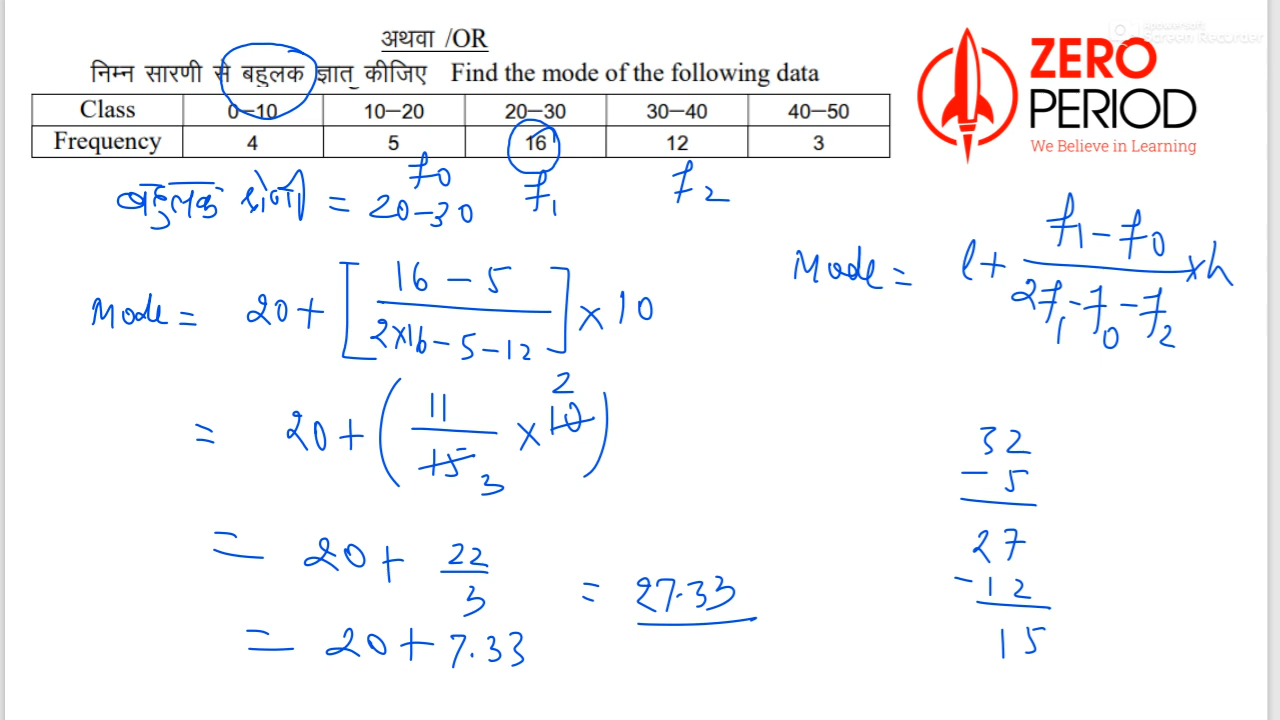 अथवा /OR
निम्न सारणी से बहुलक ज्ञात कीजिए Find the mode of the following data
Class 0–10 10–20 20–30 30–40 40–50
Frequency 4 5 16 12 3
f₀ f₁ f₂
बहुलक श्रेणी = 20-30
Mode = l + (f₁ - f₀)/(2f₁ - f₀ - f₂) × h
Mode = 20 + [(16 - 5)/(2×16 - 5 - 12)] × 10
= 20 + (11/15 × 10) 2 3
= 20 + 22/3
= 20 + 7.33
= 27.33
32
- 5
27
- 12
15
ZERO
PERIOD
We Believe in Learning
Apowersoft
Screen Recorder